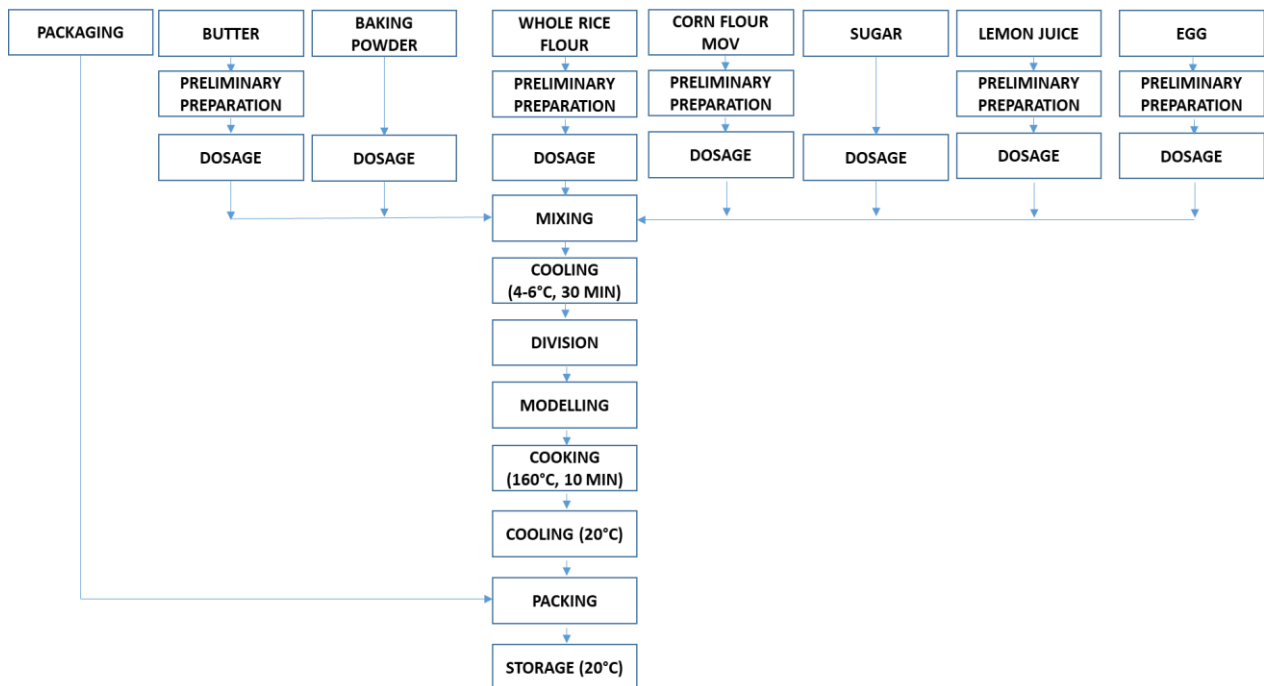 PACKAGING
BUTTER
BAKING
POWDER
WHOLE RICE
FLOUR
CORN FLOUR
MOV
SUGAR
LEMON JUICE
EGG
PRELIMINARY
PREPARATION
PRELIMINARY
PREPARATION
PRELIMINARY
PREPARATION
PRELIMINARY
PREPARATION
PRELIMINARY
PREPARATION
DOSAGE
DOSAGE
DOSAGE
DOSAGE
DOSAGE
DOSAGE
DOSAGE
MIXING
COOLING
(4-6°C, 30 MIN)
DIVISION
MODELLING
COOKING
(160°C, 10 MIN)
COOLING (20°C)
PACKING
STORAGE (20°C)